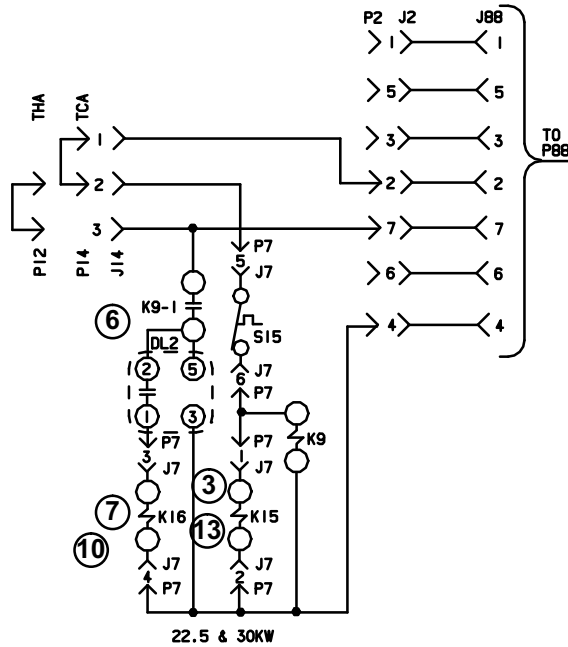 P2 J2 J88
1 1
5 5
3 3
2 2
7 7
6 6
4 4
TO
P88
THA
TCA
1
2
3
P12
P14
J14
P7
5
J7
K9-1
6
S15
DL2
2
5
1
3
J7
6
P7
P7
3
J7
P7
1
J7
K9
3
7
K16
13
K15
10
J7
4
P7
J7
2
P7
22.5 & 30KW